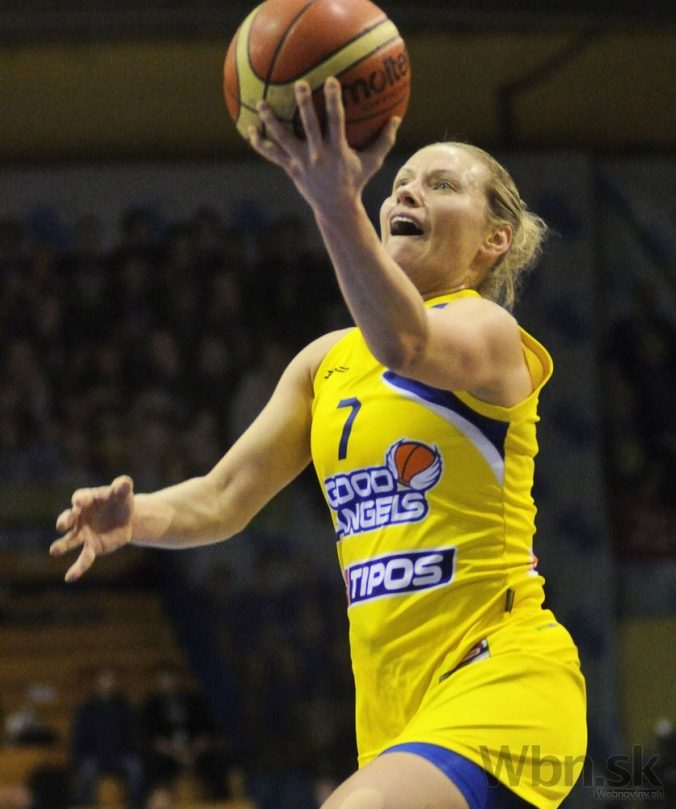 molten
7
GOOD
ANGELS
TIPOS
Wbn.sk
Webnoviny.sk